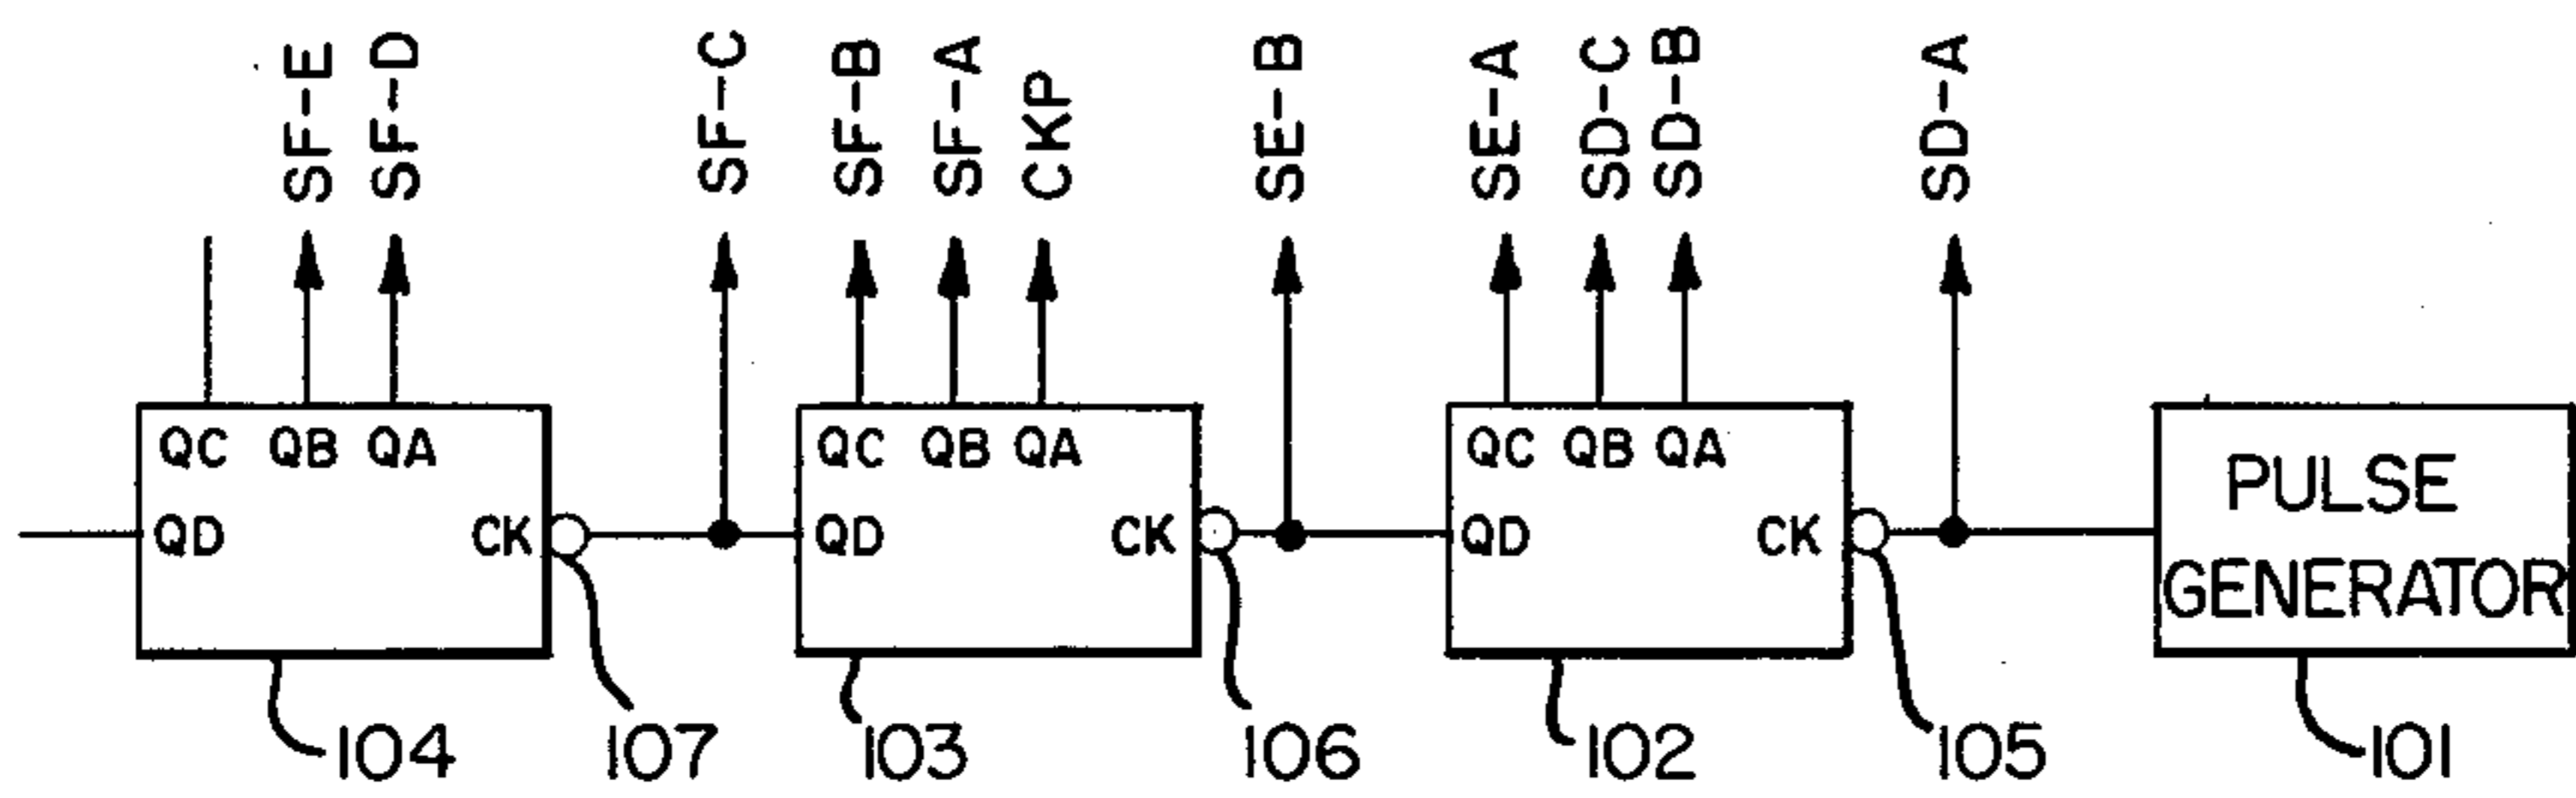 SF-E
SF-D
SF-C
SF-B
SF-A
CKP
SE-B
SE-A
SD-C
SD-B
SD-A
QC QB QA
QD CK
QC QB QA
QD CK
QC QB QA
QD CK
PULSE
GENERATOR
104
107
103
106
102
105
101